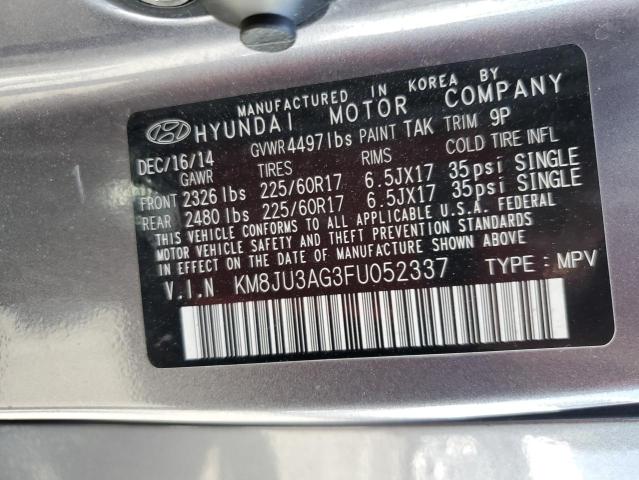 MANUFACTURED IN KOREA BY
HYUNDAI MOTOR COMPANY
DEC/16/14 GVWR 4497lbs PAINT TAK TRIM 9P
GAWR TIRES RIMS COLD TIRE INFL
FRONT 2326 lbs 225/60R17 6.5JX17 35psi SINGLE
REAR 2480 lbs 225/60R17 6.5JX17 35psi SINGLE
THIS VEHICLE CONFORMS TO ALL APPLICABLE U.S.A. FEDERAL
MOTOR VEHICLE SAFETY AND THEFT PREVENTION STANDARDS
IN EFFECT ON THE DATE OF MANUFACTURE SHOWN ABOVE.
V.I.N KM8JU3AG3FU052337 TYPE : MPV